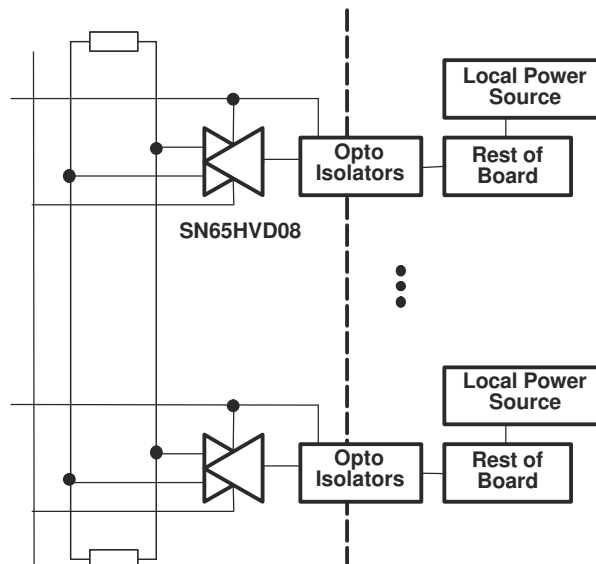 Local Power
Source
Opto
Isolators
Rest of
Board
SN65HVD08
Local Power
Source
Opto
Isolators
Rest of
Board